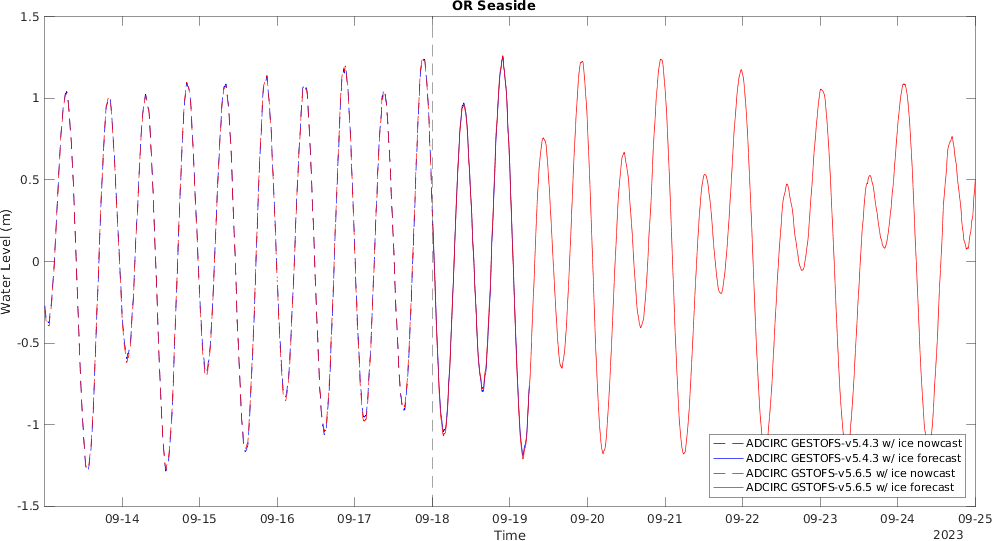 OR Seaside
1.5
1
0.5
0
-0.5
-1
-1.5
Water Level (m)
09-14 09-15 09-16 09-17 09-18 09-19 09-20 09-21 09-22 09-23 09-24 09-25
Time
2023
ADCIRC GESTOFS-v5.4.3 w/ ice nowcast
ADCIRC GESTOFS-v5.4.3 w/ ice forecast
ADCIRC GSTOFS-v5.6.5 w/ ice nowcast
ADCIRC GSTOFS-v5.6.5 w/ ice forecast